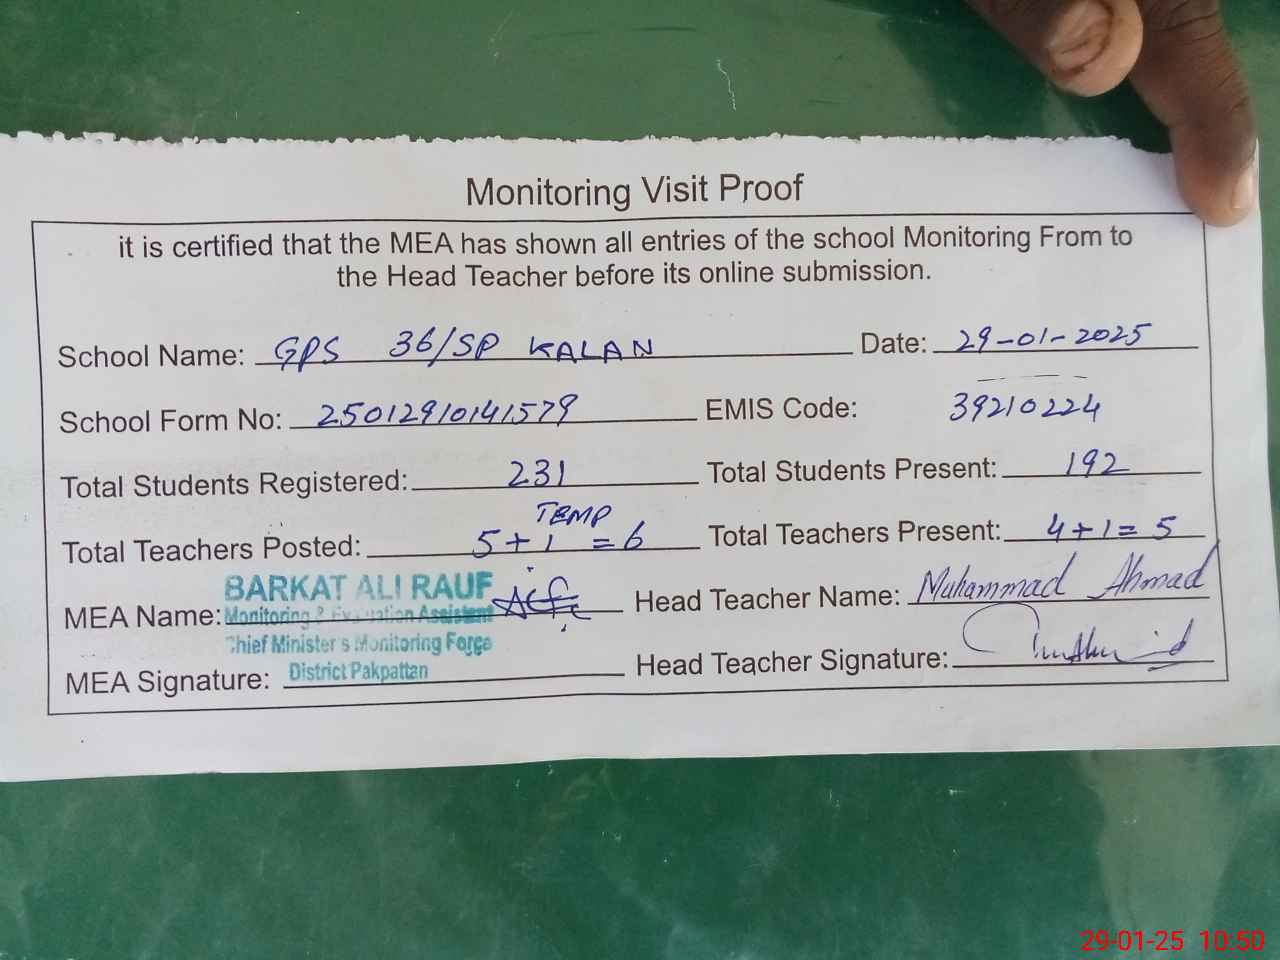 Monitoring Visit Proof
it is certified that the MEA has shown all entries of the school Monitoring From to
the Head Teacher before its online submission.
School Name: GPS 36/SP KALAN Date: 29-01-2025
School Form No: 25012910141579 EMIS Code: 39210224
Total Students Registered: 231 Total Students Present: 192
TEMP
Total Teachers Posted: 5+1 =6 Total Teachers Present: 4+1=5
BARKAT ALI RAUF
MEA Name: Head Teacher Name: Muhammad Ahmad
Monitoring & Evaluation Assistent
Chief Minister's Monitoring Force
MEA Signature: Head Teacher Signature:
District Pakpattan
29-01-25 10:50